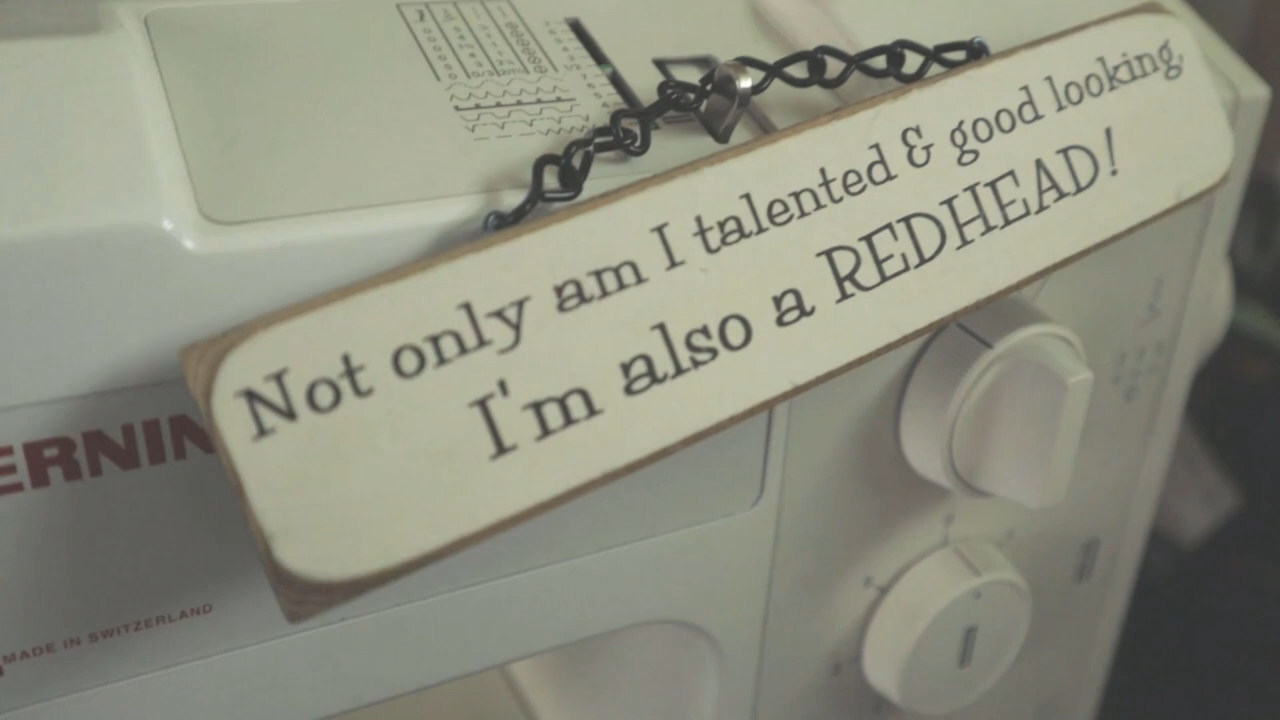 Not only am I talented & good looking,
I'm also a REDHEAD!
ERNIN
MADE IN SWITZERLAND